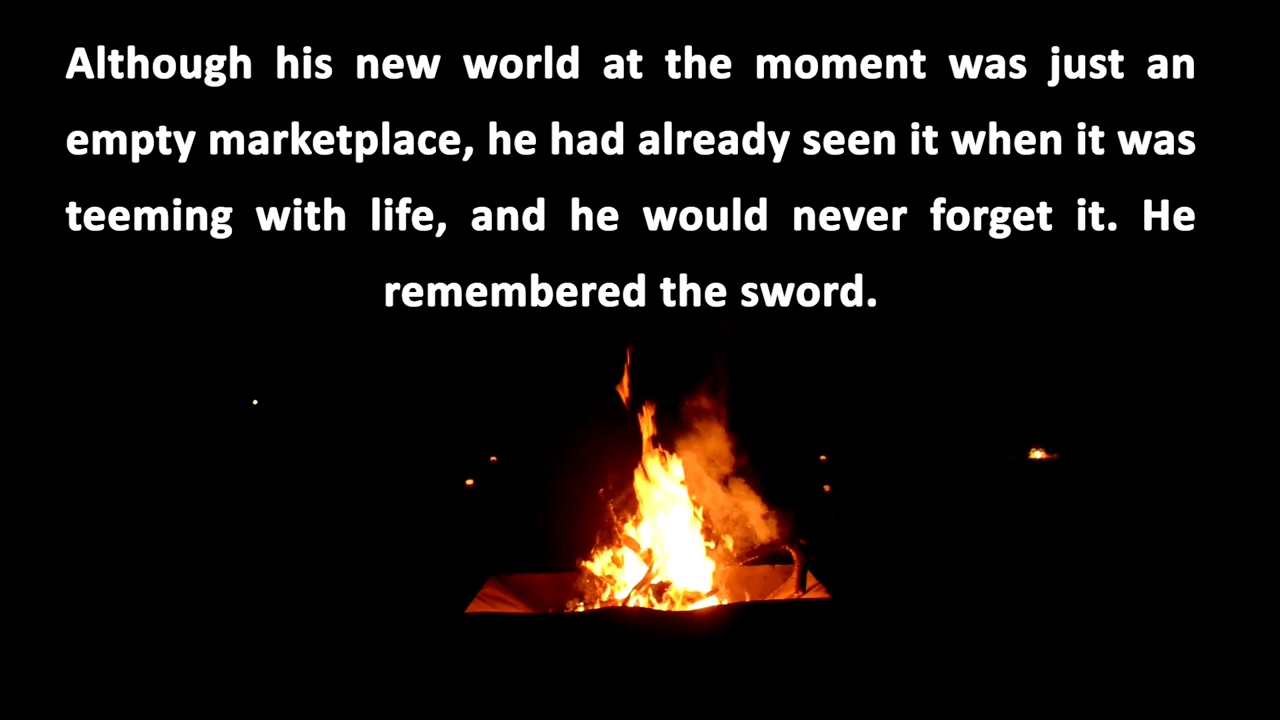 Although his new world at the moment was just an
empty marketplace, he had already seen it when it was
teeming with life, and he would never forget it. He
remembered the sword.